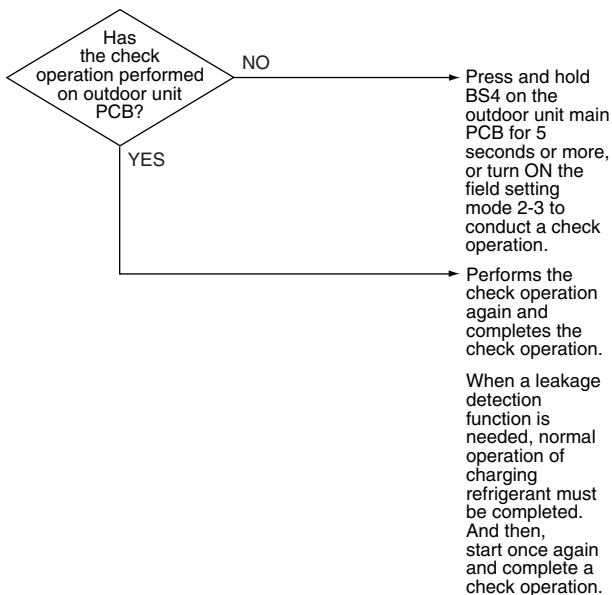 Has
the check
operation performed
on outdoor unit
PCB?
NO
YES
Press and hold
BS4 on the
outdoor unit main
PCB for 5
seconds or more,
or turn ON the
field setting
mode 2-3 to
conduct a check
operation.
Performs the
check operation
again and
completes the
check operation.
When a leakage
detection
function is
needed, normal
operation of
charging
refrigerant must
be completed.
And then,
start once again
and complete a
check operation.